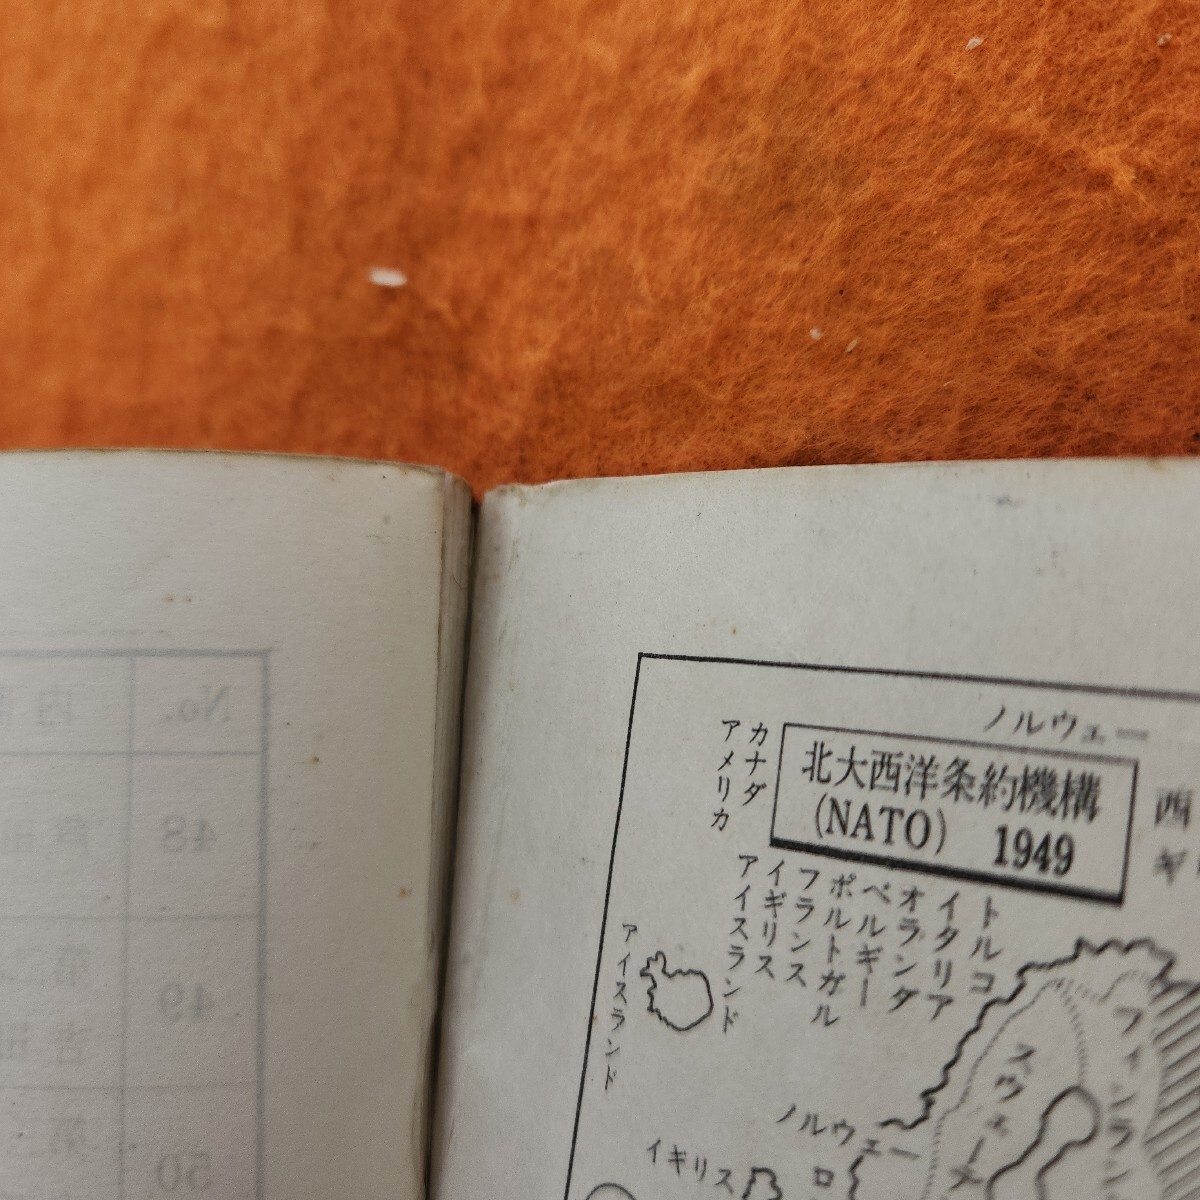 ノルウェー
北大西洋条約機構
(NATO) 1949
カナダ
アメリカ
西
ギ
トルコ
イタリア
オランダ
ベルギー
ポルトガル
フランス
イギリス
アイスランド
アイスランド
フィンラン
スウェーデ
ノルウェー
イギリス
ロ
No.
48
49
50